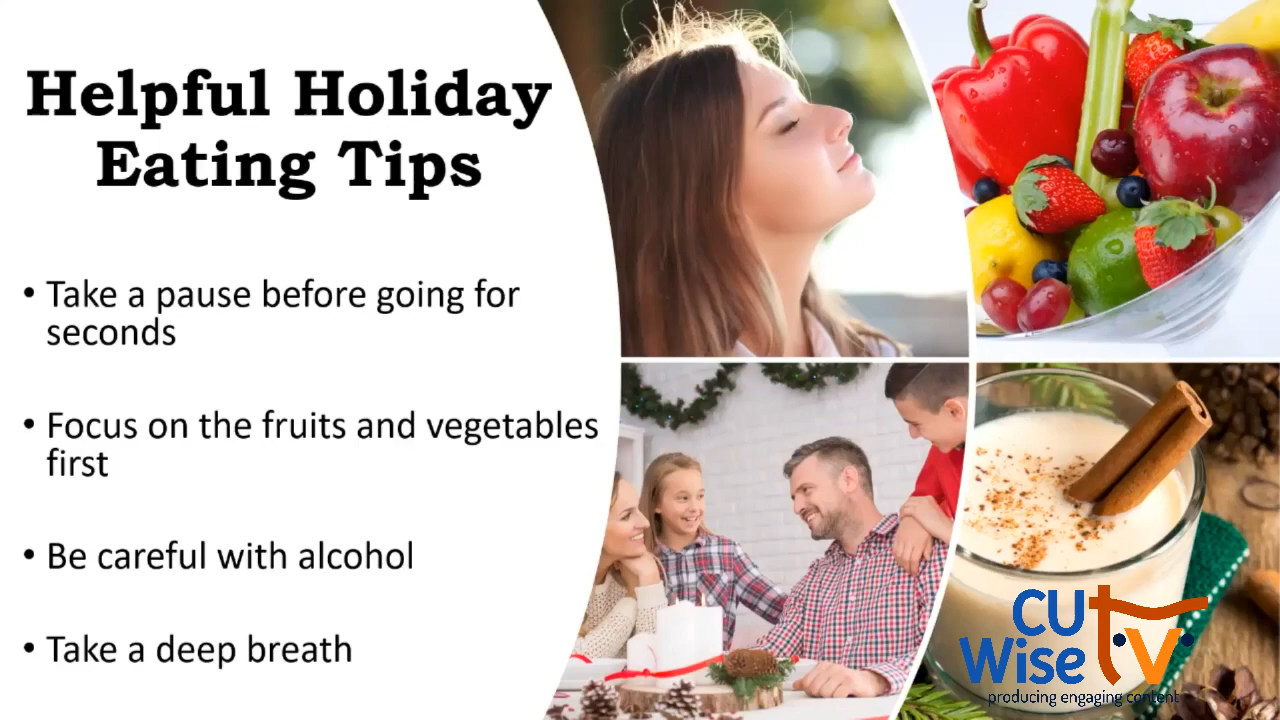 Helpful Holiday
Eating Tips
• Take a pause before going for
seconds
• Focus on the fruits and vegetables
first
• Be careful with alcohol
• Take a deep breath
CU
Wise tv
producing engaging content